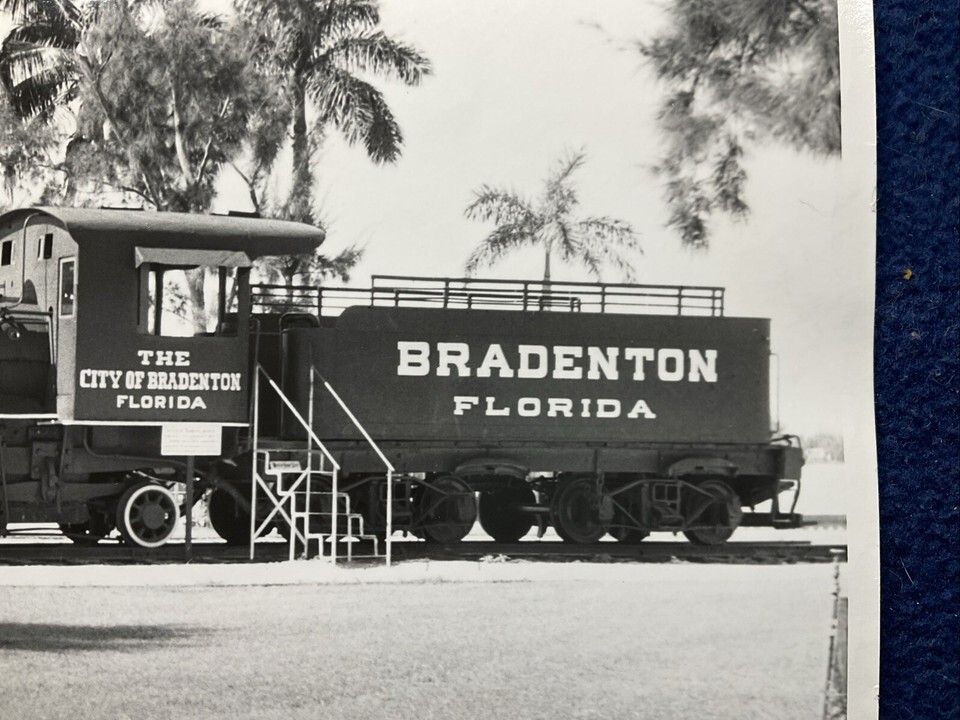 THE
CITY OF BRADENTON
FLORIDA
BRADENTON
FLORIDA